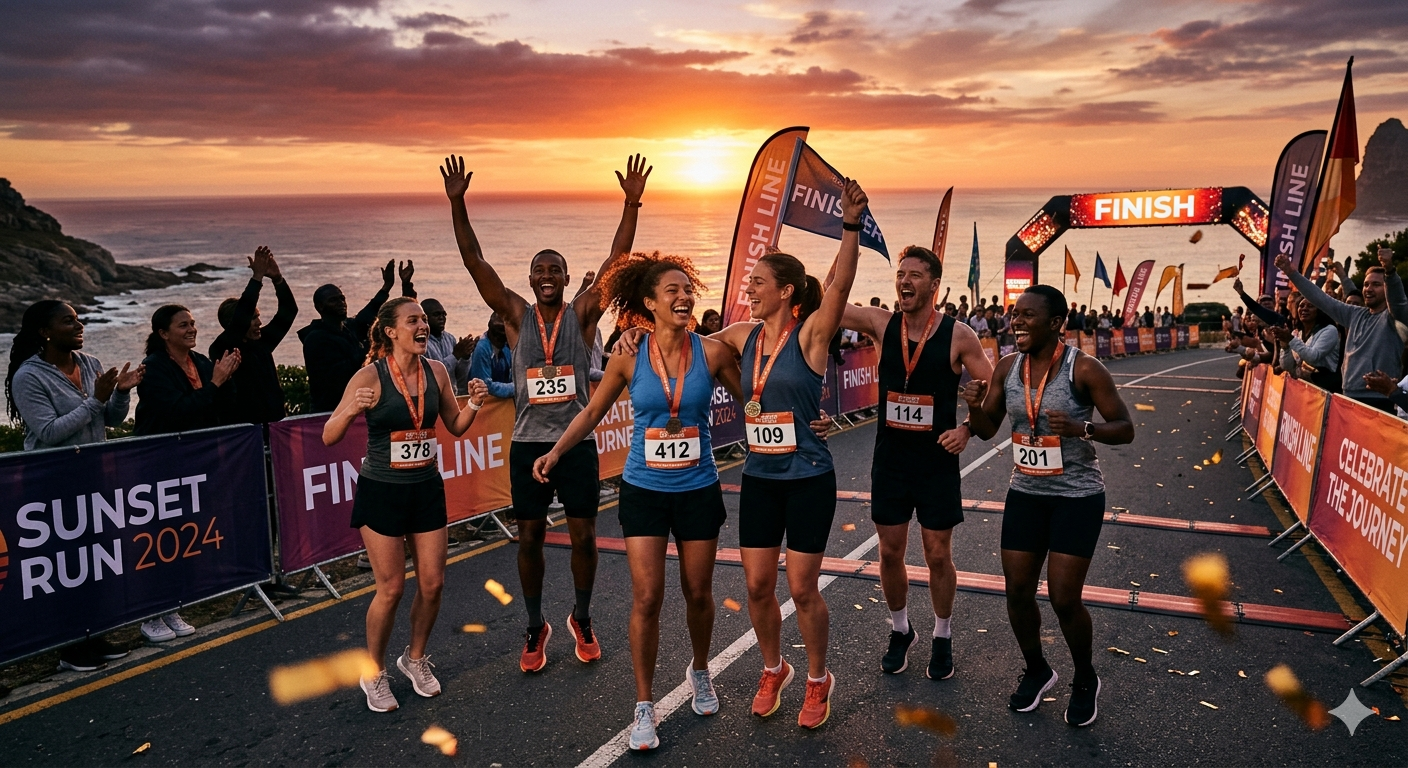 SUNSET
RUN 2024
FINISH LINE
378
235
412
109
114
201
FINISH LINE
FINISHER
FINISH
FINISH LINE
FINISH LINE
FINISH LINE
CELEBRATE
THE JOURNEY